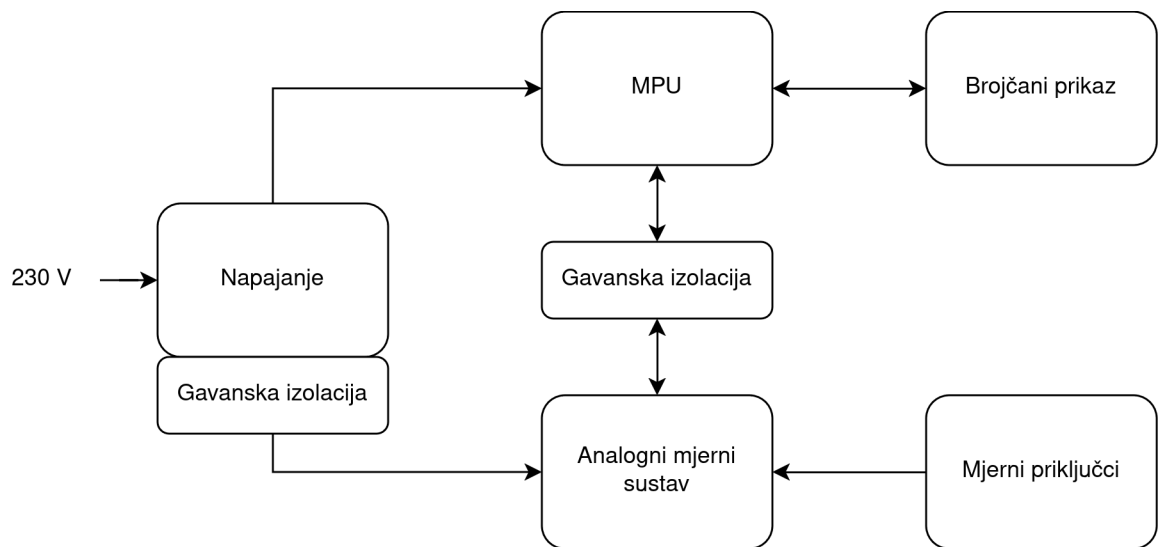 MPU
Brojčani prikaz
230 V
Napajanje
Gavanska izolacija
Gavanska izolacija
Analogni mjerni
sustav
Mjerni priključci